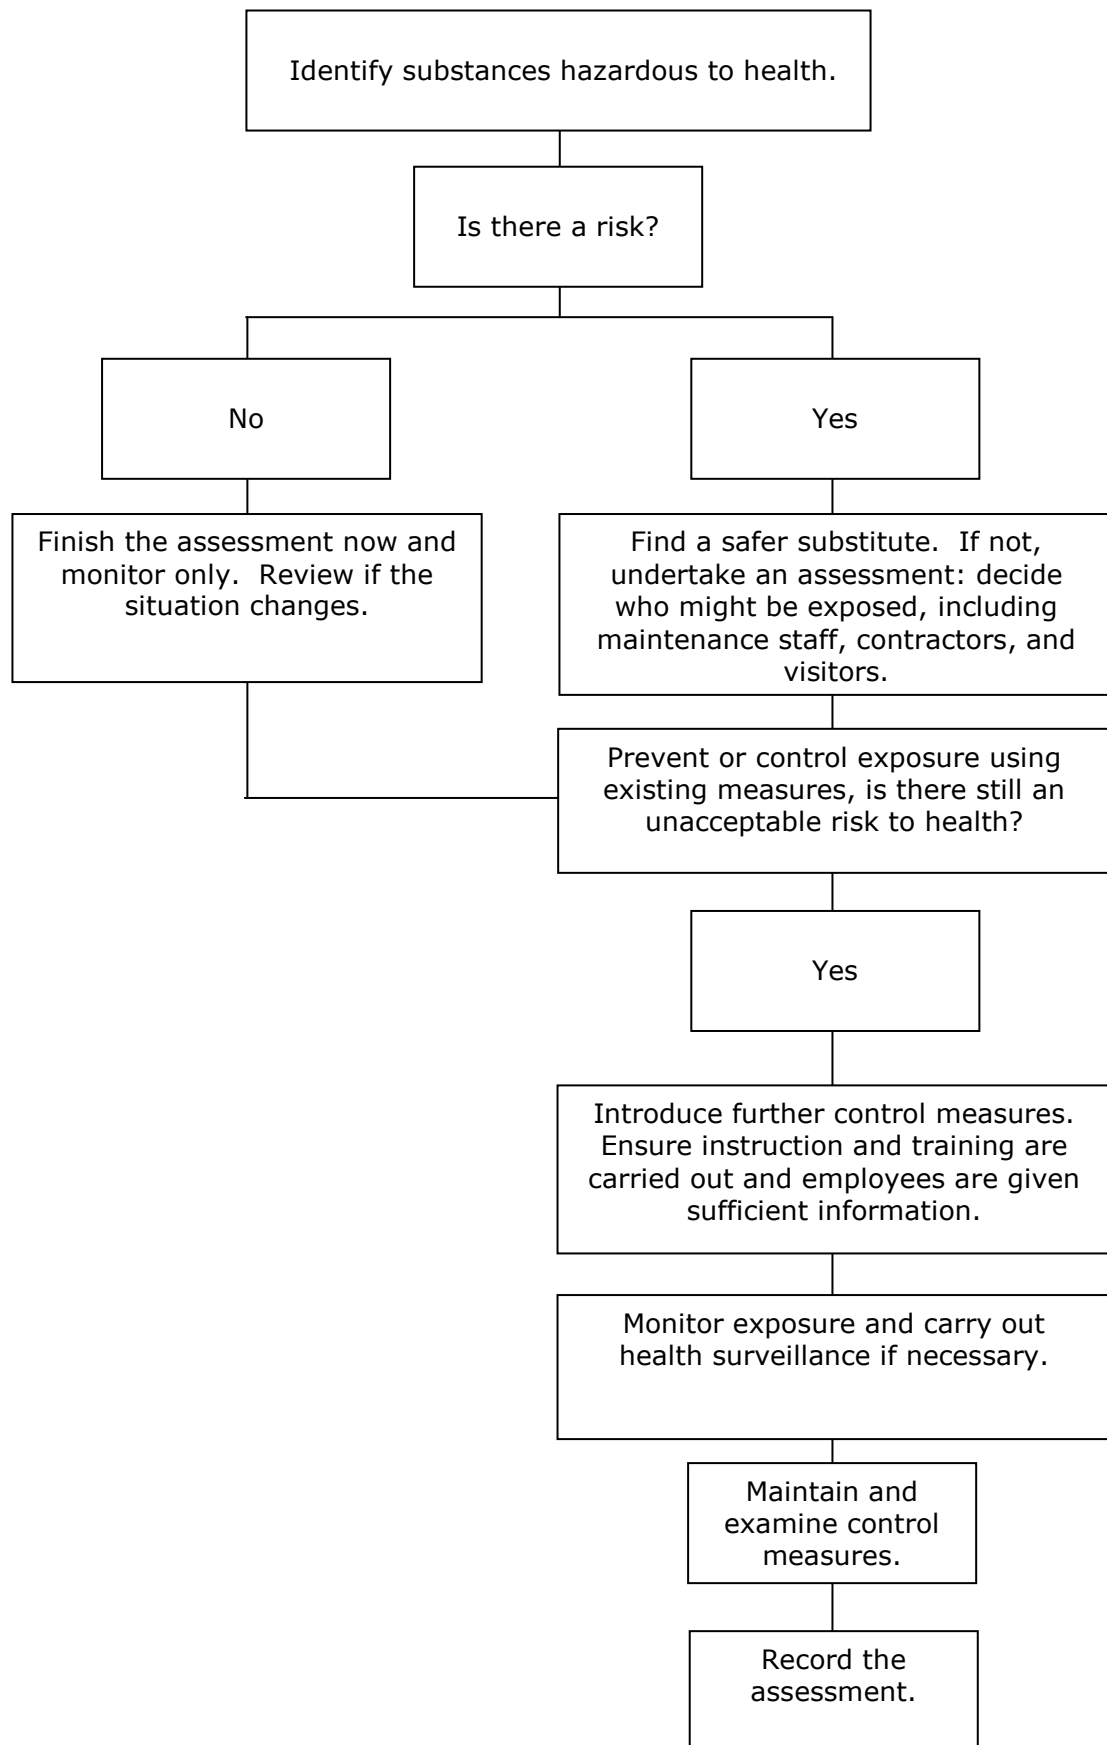 Identify substances hazardous to health.
Is there a risk?
No
Yes
Finish the assessment now and
monitor only.  Review if the
situation changes.
Find a safer substitute.  If not,
undertake an assessment: decide
who might be exposed, including
maintenance staff, contractors, and
visitors.
Prevent or control exposure using
existing measures, is there still an
unacceptable risk to health?
Yes
Introduce further control measures.
Ensure instruction and training are
carried out and employees are given
sufficient information.
Monitor exposure and carry out
health surveillance if necessary.
Maintain and
examine control
measures.
Record the
assessment.